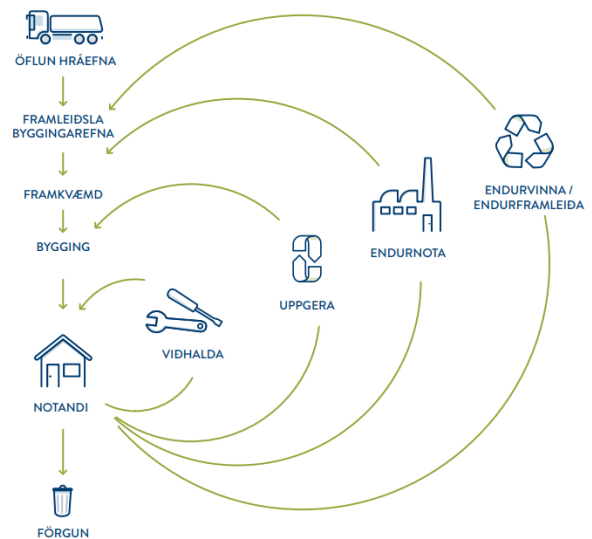 ÖFLUN HRÁEFNA
FRAMLEIÐSLA
BYGGINGAREFNA
FRAMKVÆMD
BYGGING
NOTANDI
FÖRGUN
VIÐHALDA
UPPGERA
ENDURNOTA
ENDURVINNA /
ENDURFRAMLEIÐA